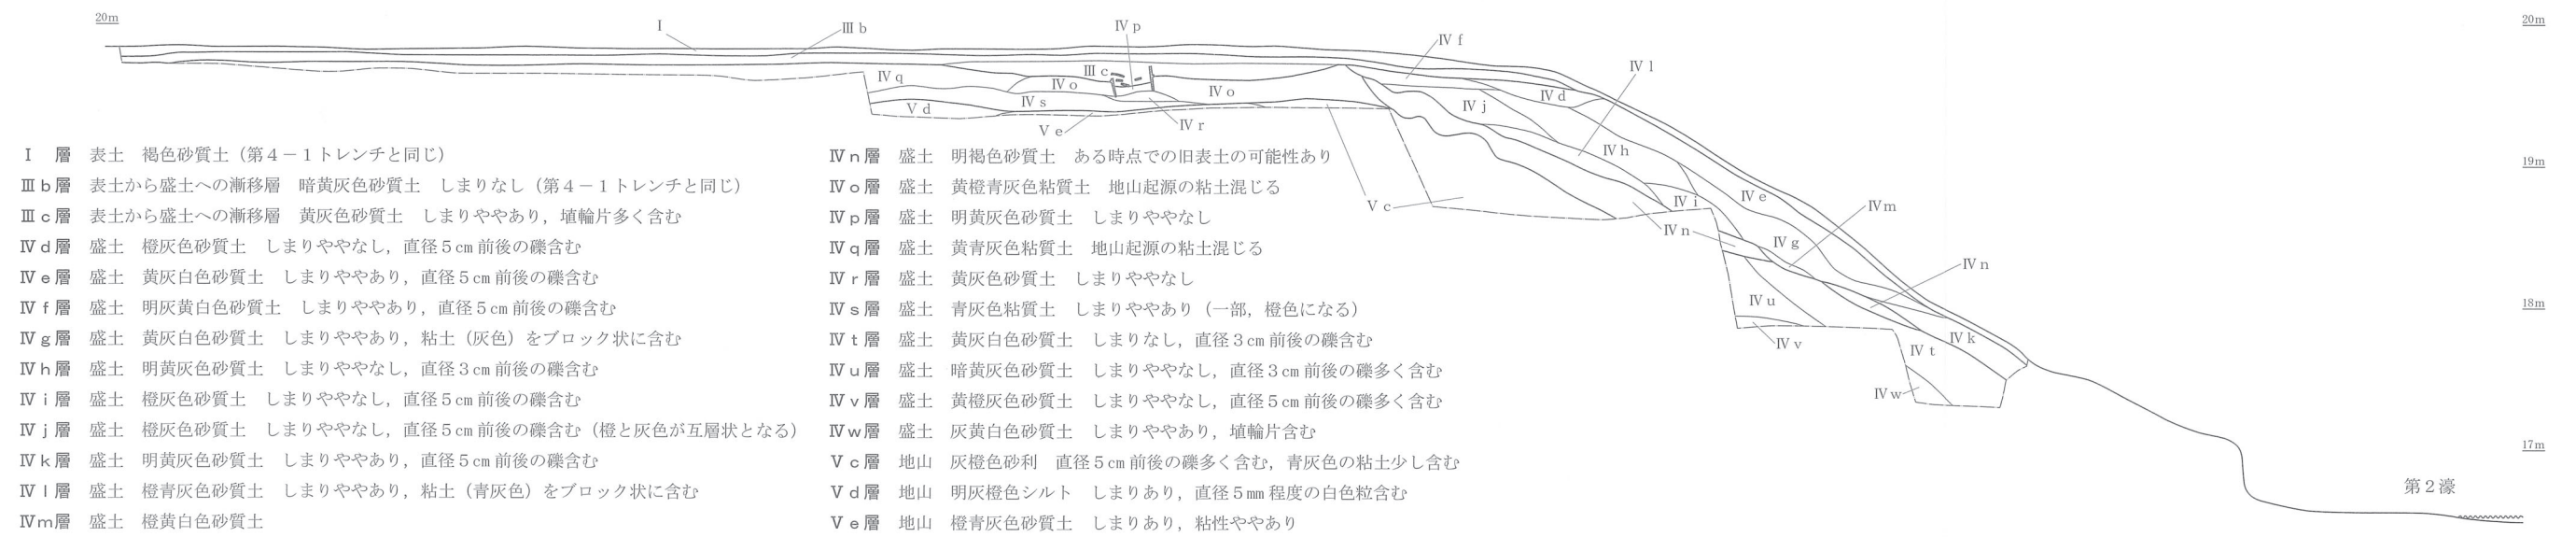 20m
20m
Ⅰ
Ⅲb
Ⅳp
Ⅳf
Ⅳl
Ⅲc
Ⅳq
Ⅳo
Ⅳo
Ⅳd
Ⅳj
Ⅴd
Ⅳs
Ⅴe
Ⅳr
Ⅳh
19m
Ⅳe
Ⅴc
Ⅳi
Ⅳm
Ⅳn
Ⅳg
Ⅳn
Ⅳu
18m
Ⅳv
Ⅳt
Ⅳk
Ⅳw
17m
第2濠
Ⅰ 層 表土 褐色砂質土（第4－1トレンチと同じ）
Ⅲb層 表土から盛土への漸移層 暗黄灰色砂質土 しまりなし（第4－1トレンチと同じ）
Ⅲc層 表土から盛土への漸移層 黄灰色砂質土 しまりややあり，埴輪片多く含む
Ⅳd層 盛土 橙灰色砂質土 しまりややなし，直径5㎝前後の礫含む
Ⅳe層 盛土 黄灰白色砂質土 しまりややあり，直径5㎝前後の礫含む
Ⅳf層 盛土 明灰黄白色砂質土 しまりややあり，直径5㎝前後の礫含む
Ⅳg層 盛土 黄灰白色砂質土 しまりややあり，粘土（灰色）をブロック状に含む
Ⅳh層 盛土 明黄灰色砂質土 しまりややなし，直径3㎝前後の礫含む
Ⅳi層 盛土 橙灰色砂質土 しまりややなし，直径5㎝前後の礫含む
Ⅳj層 盛土 橙灰色砂質土 しまりややなし，直径5㎝前後の礫含む（橙と灰色が互層状となる）
Ⅳk層 盛土 明黄灰色砂質土 しまりややあり，直径5㎝前後の礫含む
Ⅳl層 盛土 橙青灰色砂質土 しまりややあり，粘土（青灰色）をブロック状に含む
Ⅳm層 盛土 橙黄白色砂質土
Ⅳn層 盛土 明褐色砂質土 ある時点での旧表土の可能性あり
Ⅳo層 盛土 黄橙青灰色粘質土 地山起源の粘土混じる
Ⅳp層 盛土 明黄灰色砂質土 しまりややなし
Ⅳq層 盛土 黄青灰色粘質土 地山起源の粘土混じる
Ⅳr層 盛土 黄灰色砂質土 しまりややなし
Ⅳs層 盛土 青灰色粘質土 しまりややあり（一部，橙色になる）
Ⅳt層 盛土 黄灰白色砂質土 しまりなし，直径3㎝前後の礫含む
Ⅳu層 盛土 暗黄灰色砂質土 しまりややなし，直径3㎝前後の礫多く含む
Ⅳv層 盛土 黄橙灰色砂質土 しまりややなし，直径5㎝前後の礫多く含む
Ⅳw層 盛土 灰黄白色砂質土 しまりややあり，埴輪片含む
Ⅴc層 地山 灰橙色砂利 直径5㎝前後の礫多く含む，青灰色の粘土少し含む
Ⅴd層 地山 明灰橙色シルト しまりあり，直径5㎜程度の白色粒含む
Ⅴe層 地山 橙青灰色砂質土 しまりあり，粘性ややあり